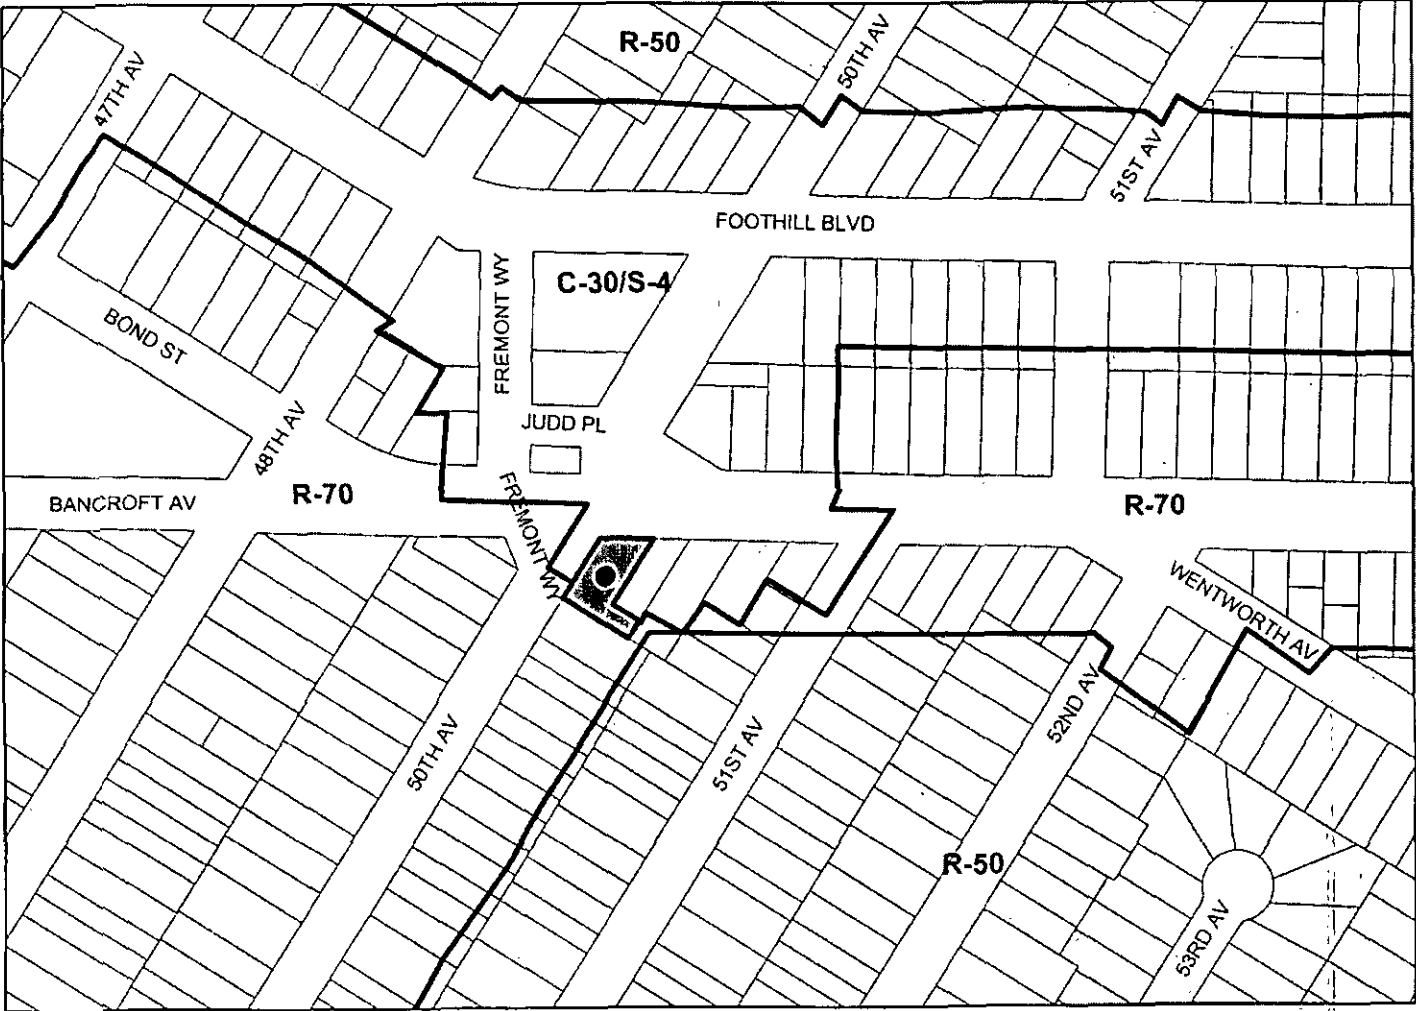 R-50
50TH AV
47TH AV
51ST AV
FOOTHILL BLVD
C-30/S-4
FREMONT WY
BOND ST
JUDD PL
48TH AV
R-70
BANCROFT AV
FREMONT WY
R-70
WENTWORTH AV
50TH AV
51ST AV
52ND AV
R-50
53RD AV